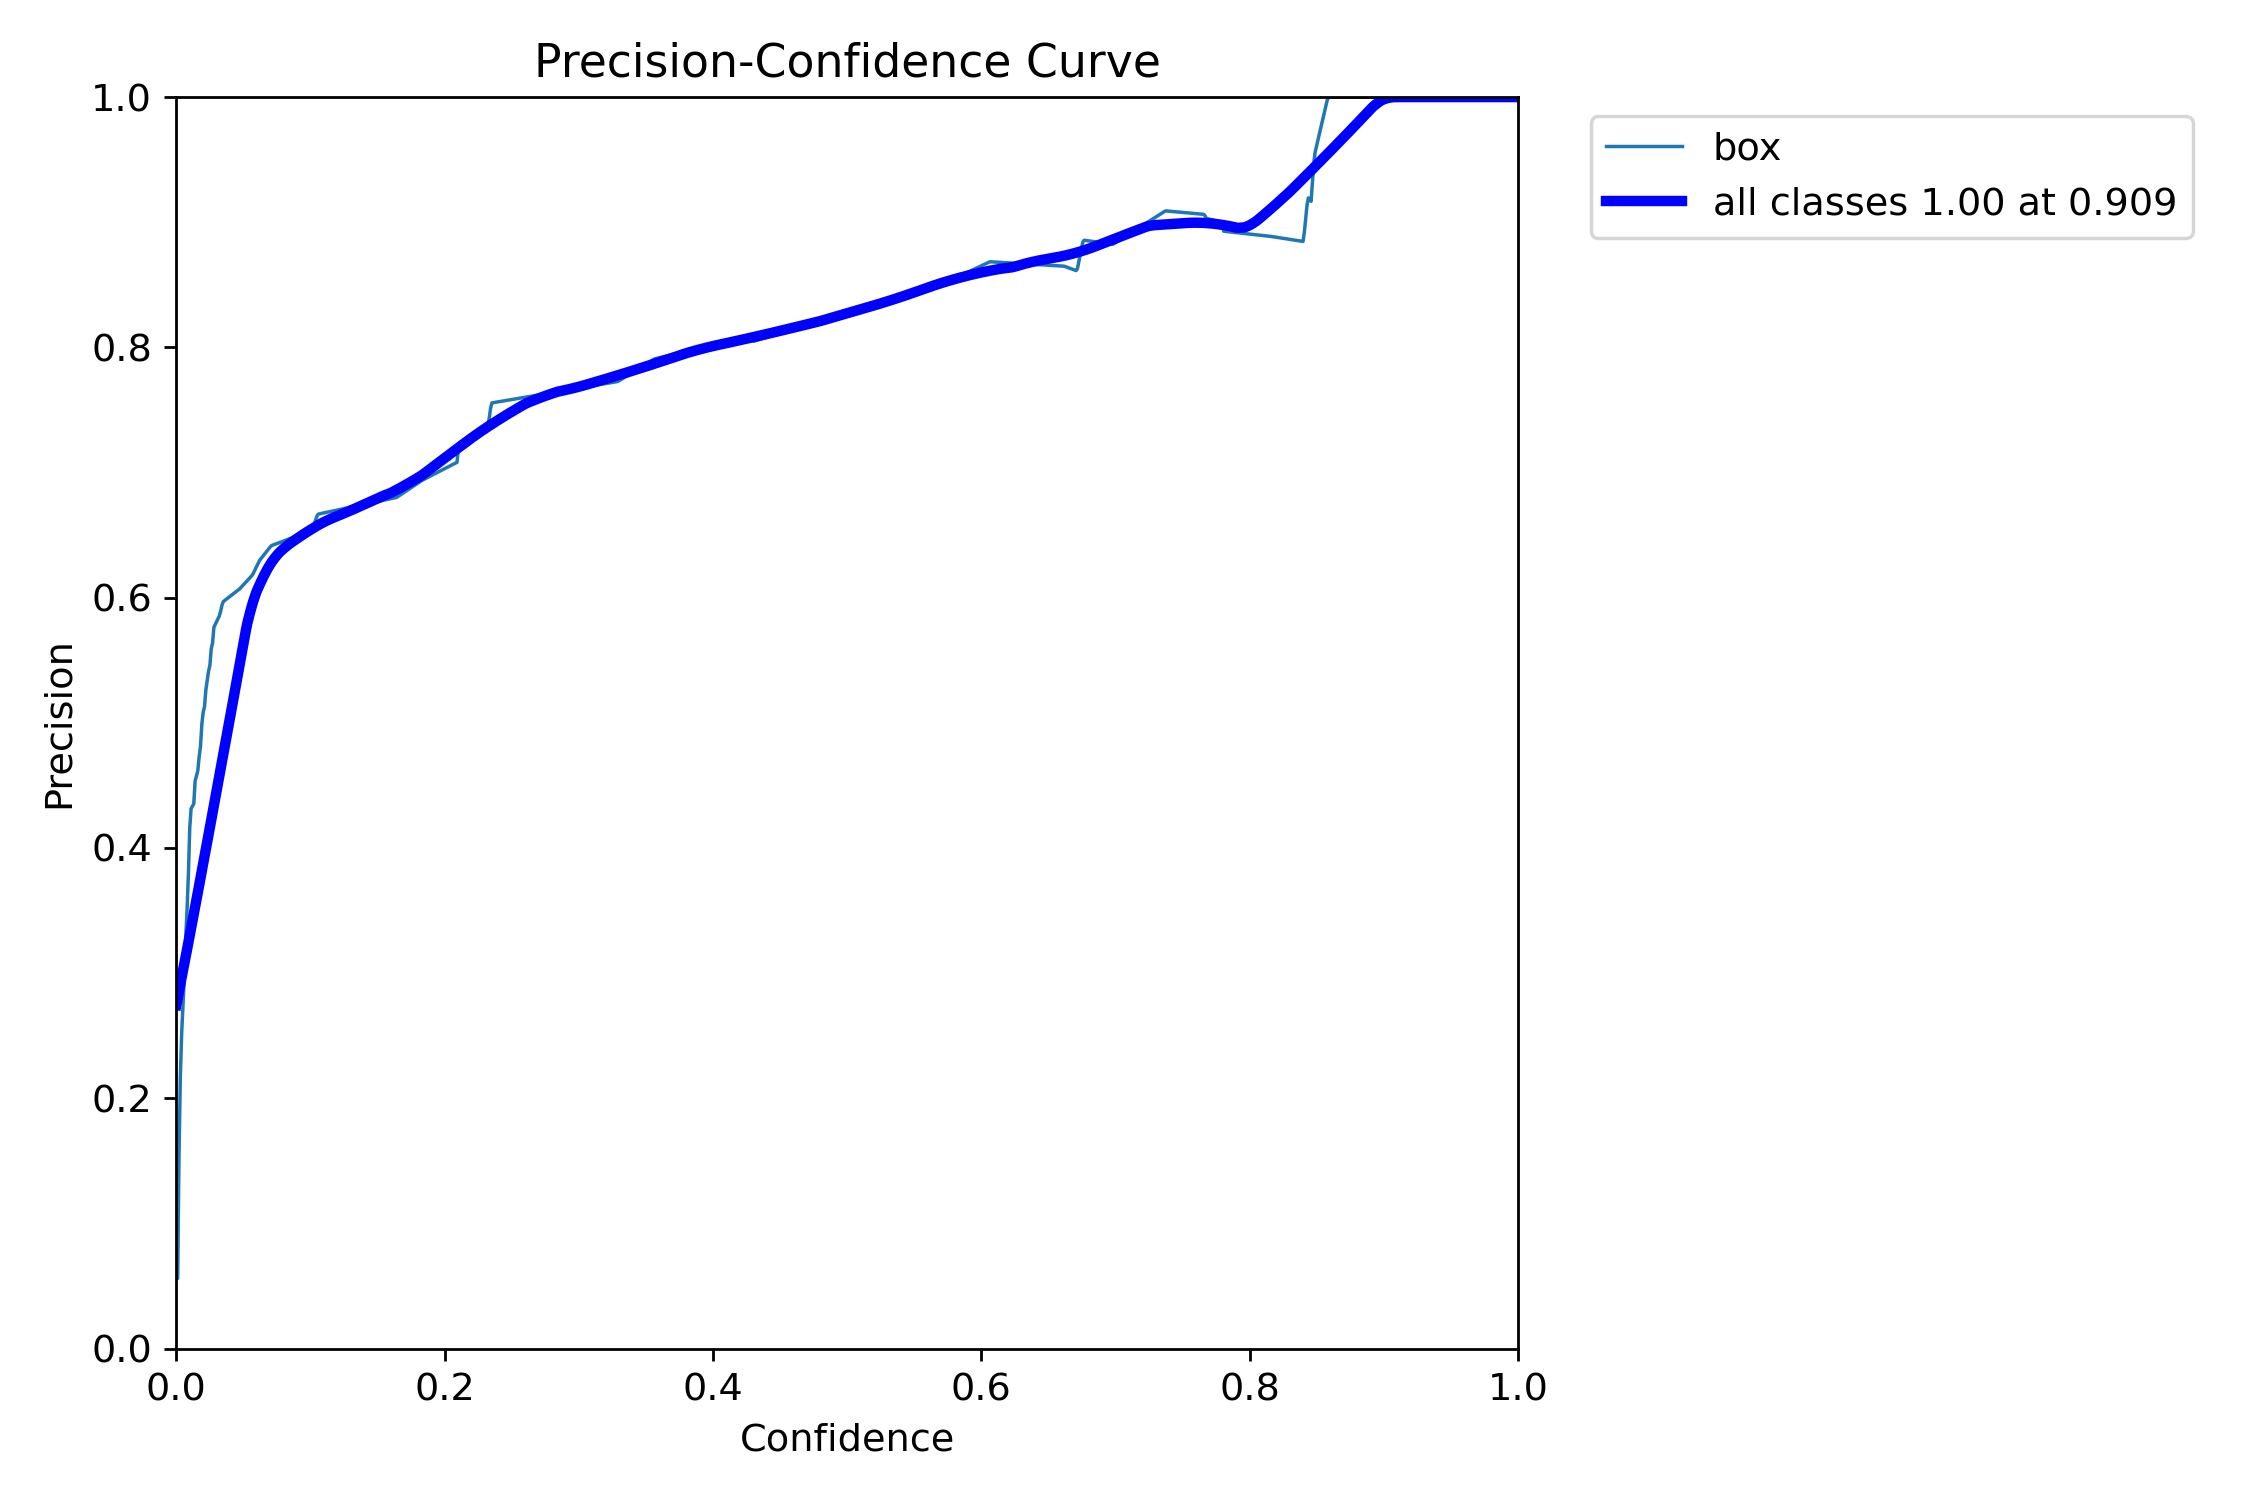 Precision-Confidence Curve
1.0
0.8
0.6
0.4
0.2
0.0
Precision
0.0 0.2 0.4 0.6 0.8 1.0
Confidence
box
all classes 1.00 at 0.909